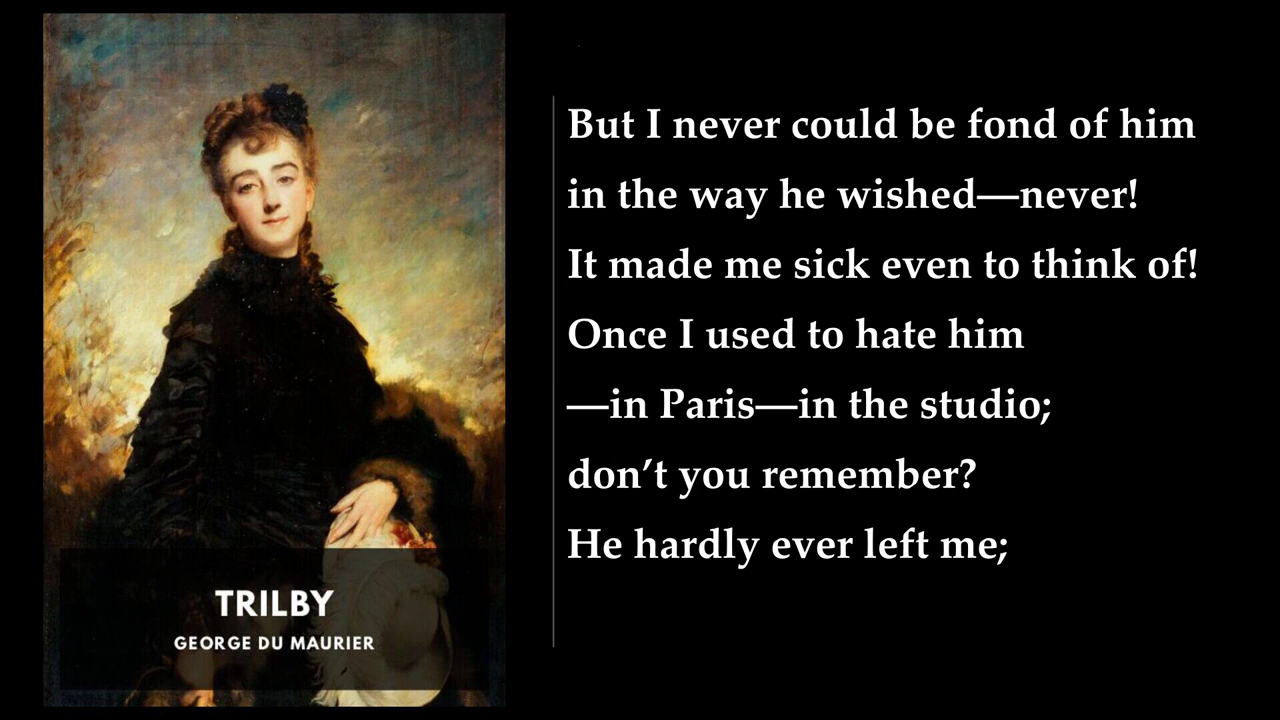 TRILBY
GEORGE DU MAURIER
But I never could be fond of him
in the way he wished—never!
It made me sick even to think of!
Once I used to hate him
—in Paris—in the studio;
don’t you remember?
He hardly ever left me;